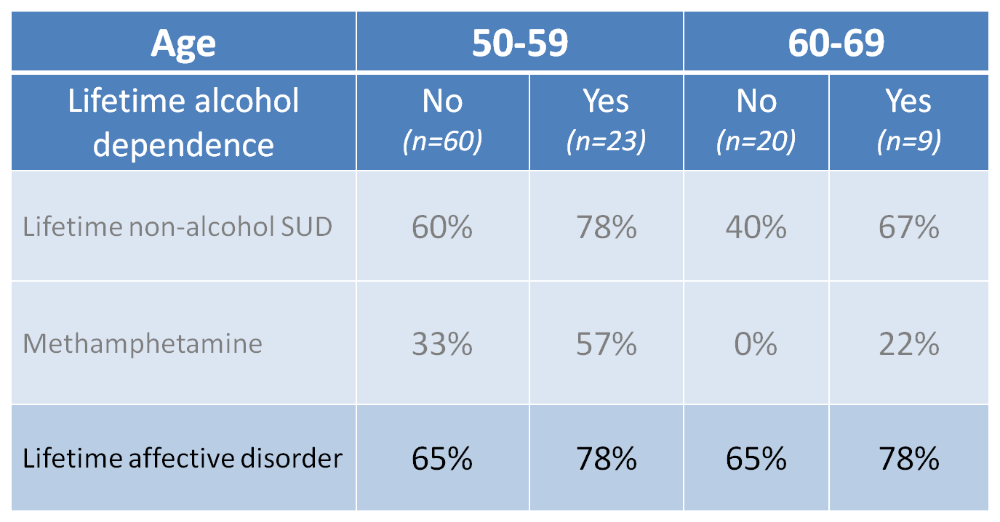 Age 50-59 60-69
Lifetime alcohol No Yes No Yes
dependence (n=60) (n=23) (n=20) (n=9)
Lifetime non-alcohol SUD 60% 78% 40% 67%
Methamphetamine 33% 57% 0% 22%
Lifetime affective disorder 65% 78% 65% 78%